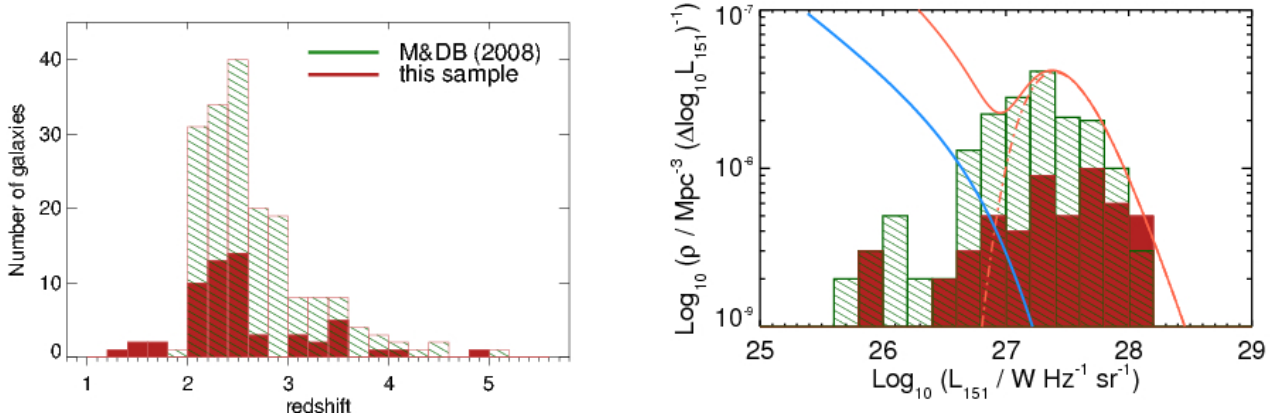 M&DB (2008)
this sample
Number of galaxies
40
30
20
10
0
1 2 3 4 5
redshift
Log₁₀ (ρ / Mpc⁻³ (Δlog₁₀L₁₅₁)⁻¹)
10⁻⁷
10⁻⁸
10⁻⁹
25 26 27 28 29
Log₁₀ (L₁₅₁ / W Hz⁻¹ sr⁻¹)